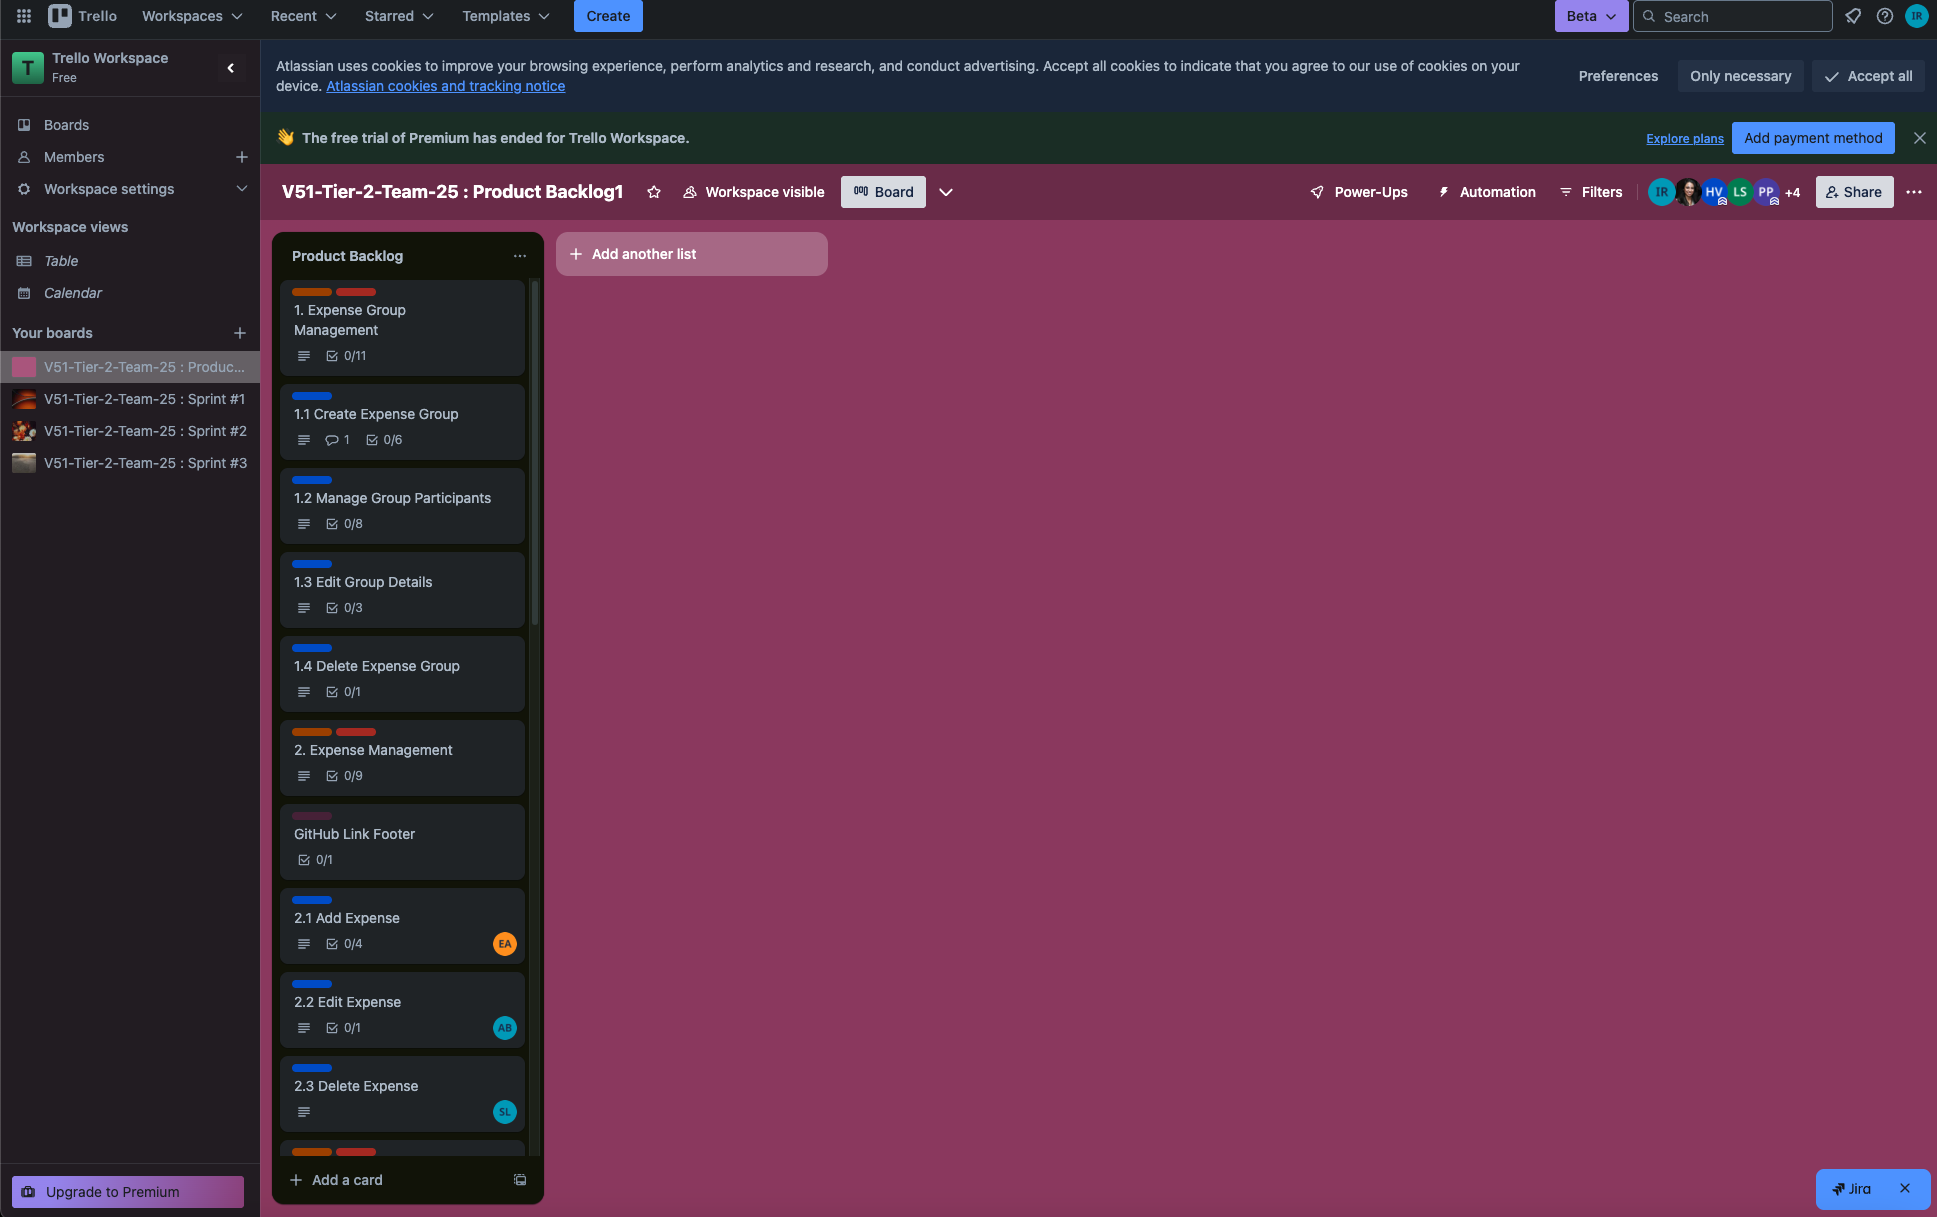 Trello
Workspaces
Recent
Starred
Templates
Create
Beta
Search
IR
T
Trello Workspace
Free
Boards
Members
Workspace settings
Workspace views
Table
Calendar
Your boards
V51-Tier-2-Team-25 : Produc...
V51-Tier-2-Team-25 : Sprint #1
V51-Tier-2-Team-25 : Sprint #2
V51-Tier-2-Team-25 : Sprint #3
Upgrade to Premium
Atlassian uses cookies to improve your browsing experience, perform analytics and research, and conduct advertising. Accept all cookies to indicate that you agree to our use of cookies on your
device. Atlassian cookies and tracking notice
Preferences
Only necessary
Accept all
The free trial of Premium has ended for Trello Workspace.
Explore plans
Add payment method
V51-Tier-2-Team-25 : Product Backlog1
Workspace visible
Board
Power-Ups
Automation
Filters
IR
HV
LS
PP
+4
Share
Product Backlog
1. Expense Group
Management
0/11
1.1 Create Expense Group
1
0/6
1.2 Manage Group Participants
0/8
1.3 Edit Group Details
0/3
1.4 Delete Expense Group
0/1
2. Expense Management
0/9
GitHub Link Footer
0/1
2.1 Add Expense
0/4
EA
2.2 Edit Expense
0/1
AB
2.3 Delete Expense
SL
Add a card
Add another list
Jira